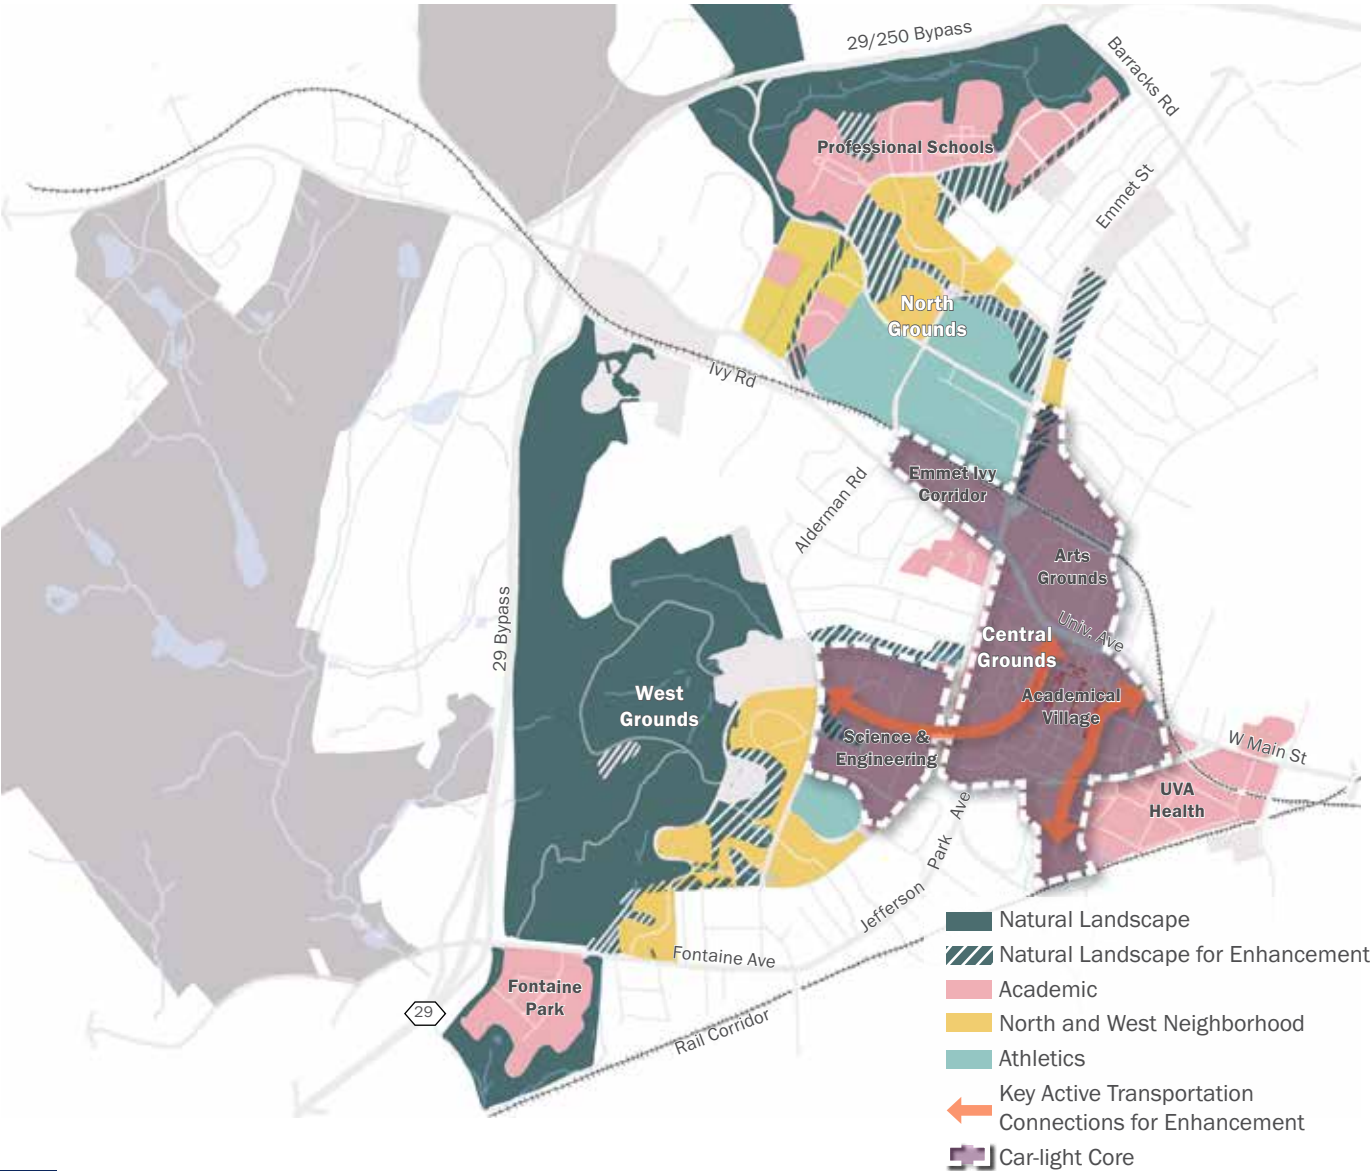 29/250 Bypass
Barracks Rd
Professional Schools
Emmet St
North
Grounds
Ivy Rd
Emmet Ivy
Corridor
Alderman Rd
Arts
Grounds
29 Bypass
Univ. Ave
Central
Grounds
West
Grounds
Academical
Village
Science &
Engineering
W Main St
UVA
Health
Jefferson Park Ave
Fontaine Ave
Fontaine
Park
29
Rail Corridor
Natural Landscape
Natural Landscape for Enhancement
Academic
North and West Neighborhood
Athletics
Key Active Transportation
Connections for Enhancement
Car-light Core